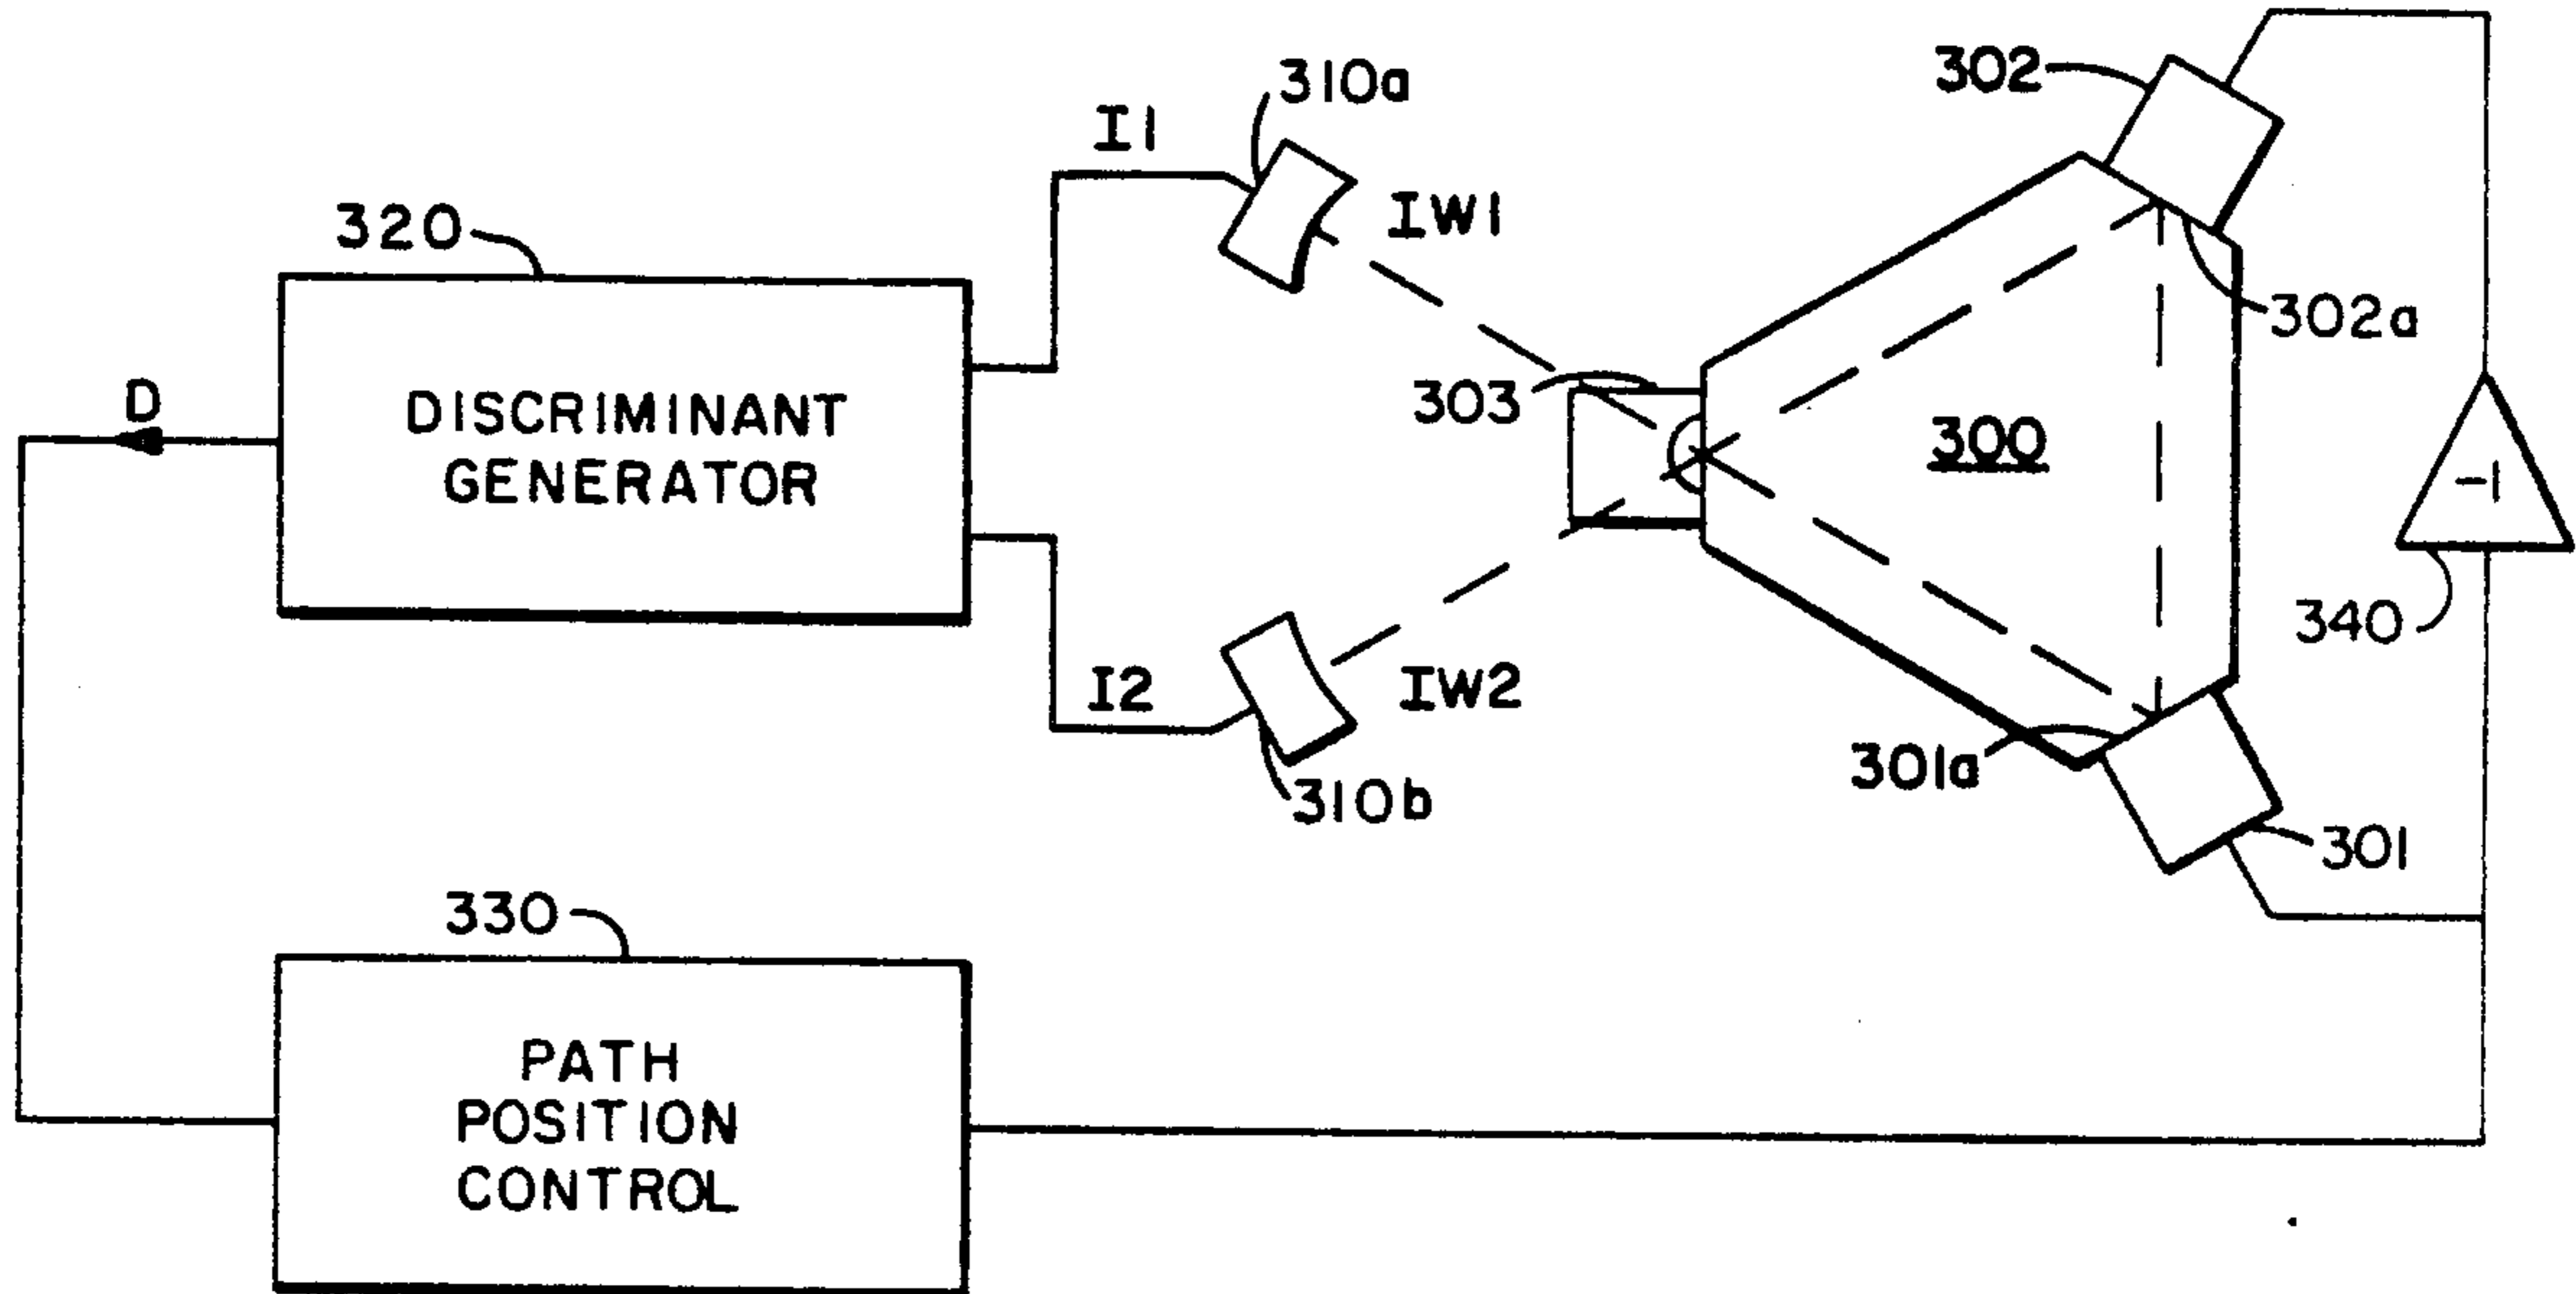 302
310a
I1
IW1
320
302a
D
303
300
DISCRIMINANT
GENERATOR
-1
340
I2
IW2
301a
310b
301
330
PATH
POSITION
CONTROL